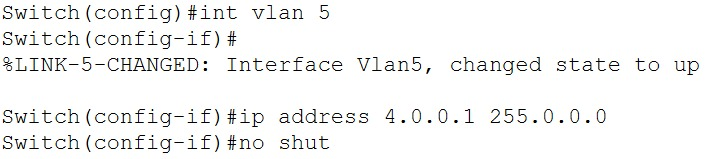 Switch(config)#int vlan 5
Switch(config-if)#
%LINK-5-CHANGED: Interface Vlan5, changed state to up
Switch(config-if)#ip address 4.0.0.1 255.0.0.0
Switch(config-if)#no shut